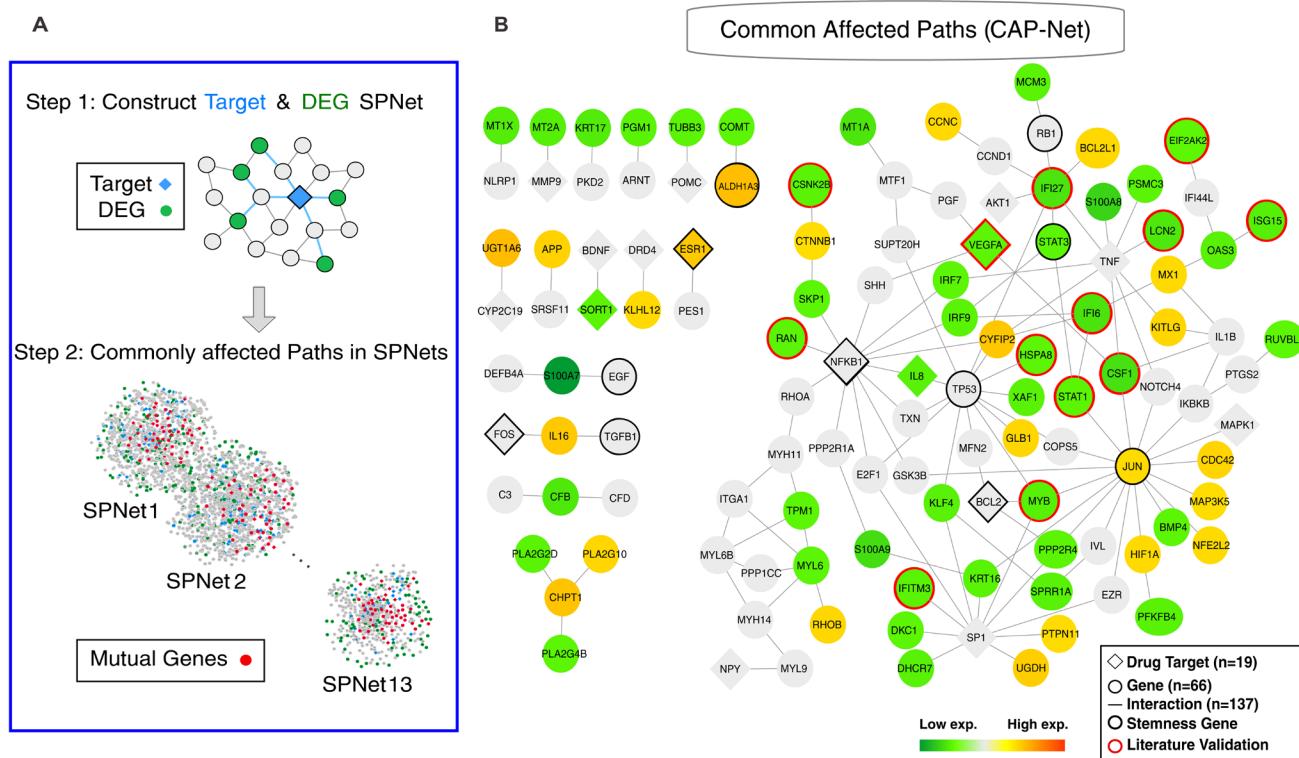 A
B
Common Affected Paths (CAP-Net)
Step 1: Construct Target & DEG SPNet
Target
DEG
Step 2: Commonly affected Paths in SPNets
SPNet1
SPNet2
SPNet13
Mutual Genes
MT1X
MT2A
KRT17
PGM1
TUBB3
COMT
NLRP1
MMP9
PKD2
ARNT
POMC
ALDH1A3
UGT1A6
APP
BDNF
DRD4
ESR1
CYP2C19
SRSF11
SORT1
KLHL12
PES1
DEFB4A
S100A7
EGF
FOS
IL16
TGFB1
C3
CFB
CFD
PLA2G2D
PLA2G10
CHPT1
PLA2G4B
MCM3
MT1A
CCNC
RB1
BCL2L1
EIF2AK2
CCND1
MTF1
CSNK2B
PGF
AKT1
IFI27
S100A8
PSMC3
IFI44L
ISG15
LCN2
CTNNB1
SUPT20H
VEGFA
STAT3
TNF
OAS3
MX1
SHH
IRF7
SKP1
IRF9
IFI6
KITLG
IL1B
RUVBL
RAN
NFKB1
CYFIP2
HSPA8
IL8
TP53
CSF1
NOTCH4
PTGS2
RHOA
XAF1
STAT1
IKBKB
TXN
MAPK1
PPP2R1A
MFN2
GLB1
COPS5
MYH11
E2F1
GSK3B
JUN
CDC42
ITGA1
KLF4
BCL2
MYB
MAP3K5
TPM1
BMP4
S100A9
PPP2R4
IVL
HIF1A
NFE2L2
MYL6B
PPP1CC
MYL6
KRT16
IFITM3
SPRR1A
EZR
MYH14
RHOB
DKC1
SP1
PTPN11
PFKFB4
NPY
MYL9
DHCR7
UGDH
Low exp.
High exp.
Drug Target (n=19)
Gene (n=66)
Interaction (n=137)
Stemness Gene
Literature Validation